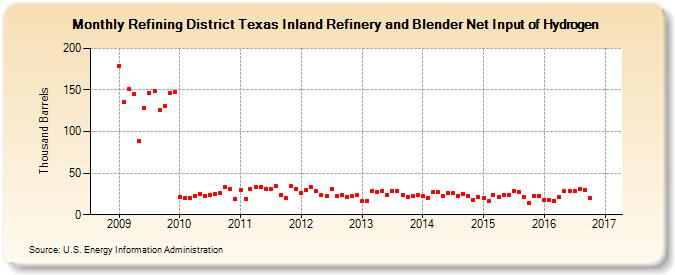 Monthly Refining District Texas Inland Refinery and Blender Net Input of Hydrogen
Thousand Barrels
200
150
100
50
0
2009 2010 2011 2012 2013 2014 2015 2016 2017
Source: U.S. Energy Information Administration